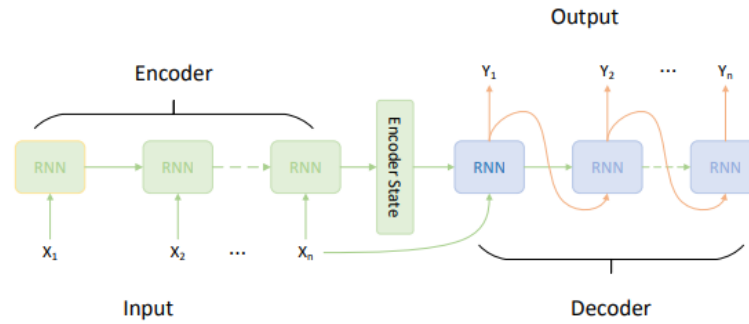 Output
Encoder
Y1 Y2 ... Yn
RNN RNN RNN Encoder State RNN RNN RNN
X1 X2 ... Xn
Input Decoder